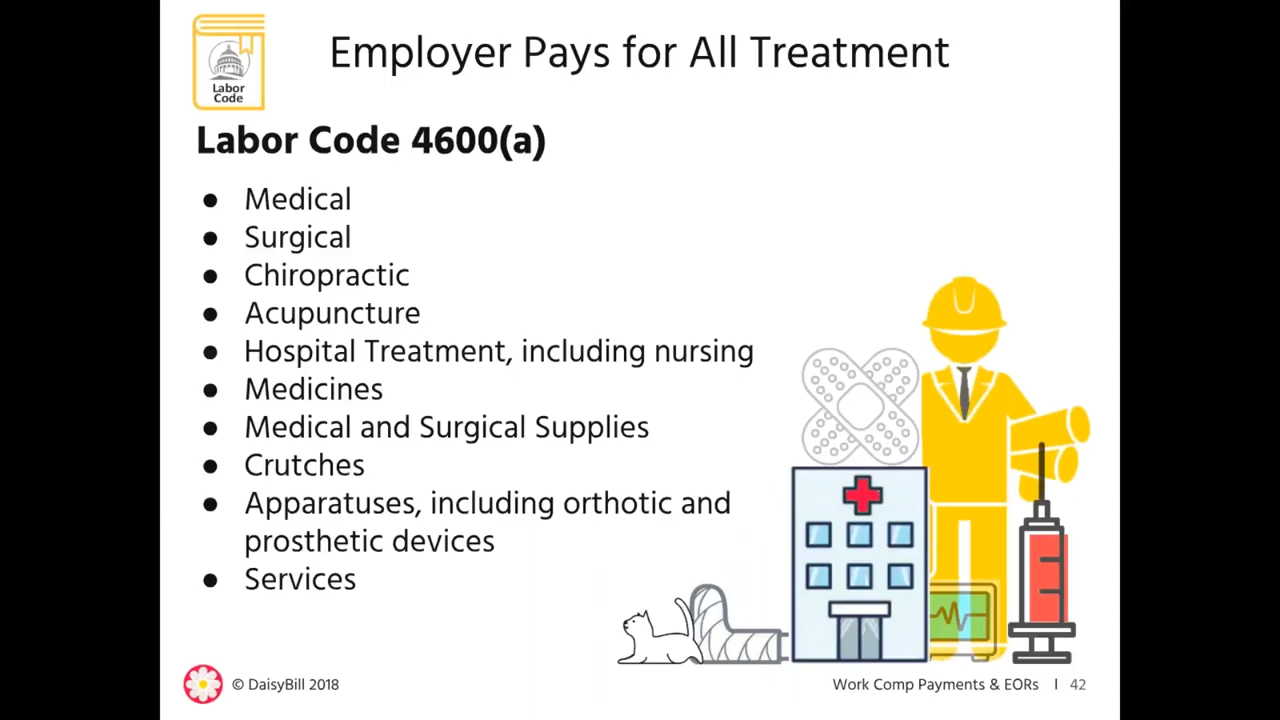 Labor
Code
Employer Pays for All Treatment
Labor Code 4600(a)
● Medical
● Surgical
● Chiropractic
● Acupuncture
● Hospital Treatment, including nursing
● Medicines
● Medical and Surgical Supplies
● Crutches
● Apparatuses, including orthotic and
prosthetic devices
● Services
© DaisyBill 2018
Work Comp Payments & EORs | 42